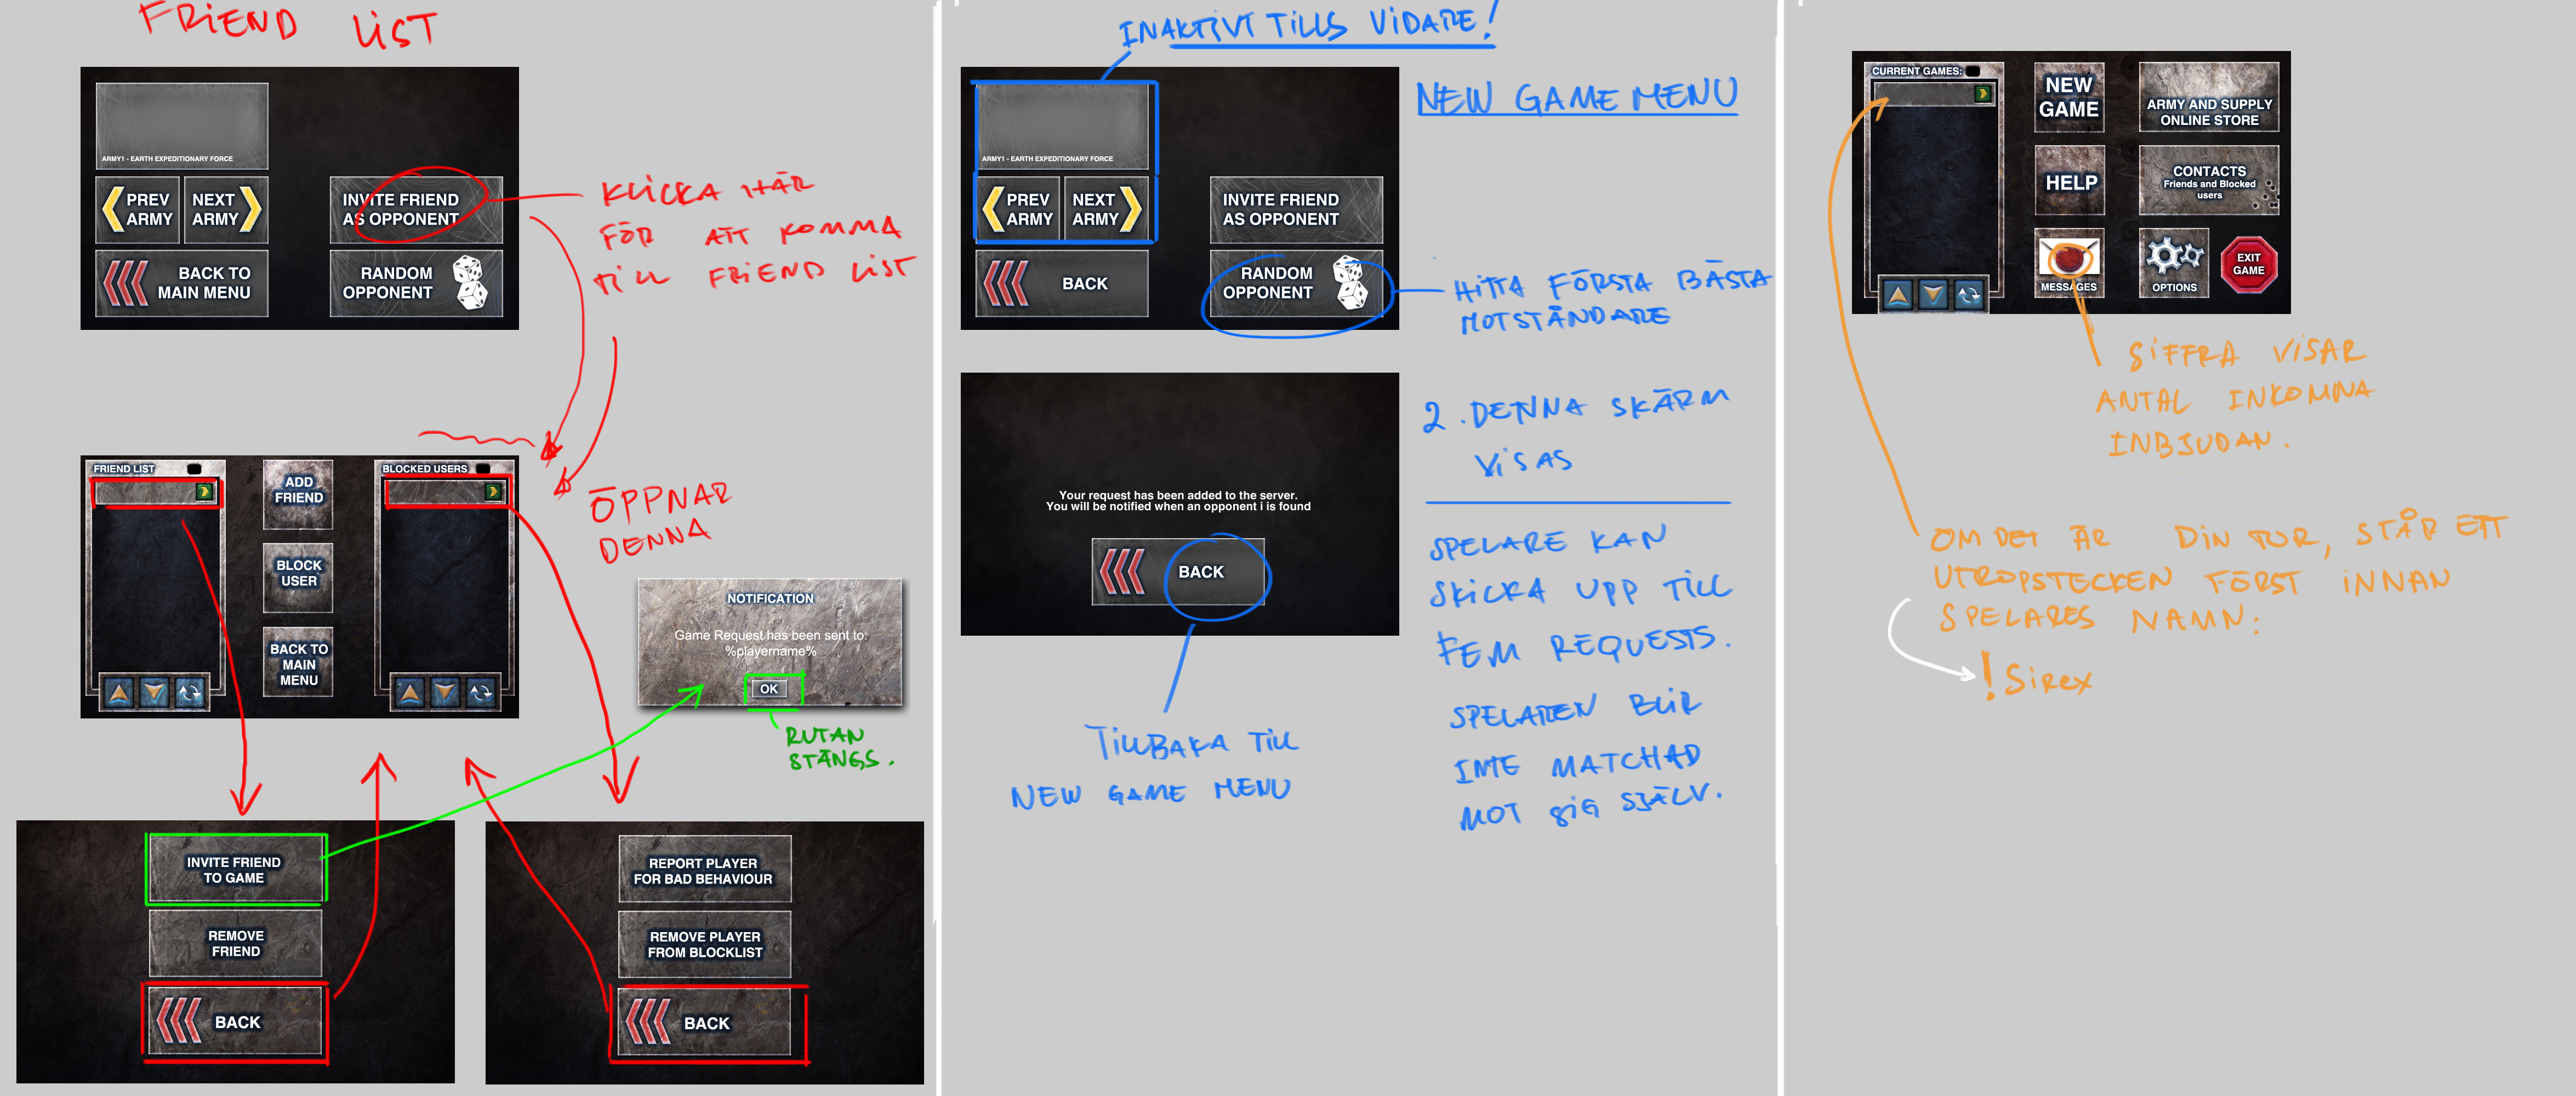 FRIEND LIST
ARMY1 - EARTH EXPEDITIONARY FORCE
PREV
ARMY
NEXT
ARMY
INVITE FRIEND
AS OPPONENT
BACK TO
MAIN MENU
RANDOM
OPPONENT
KLICKA HÄR
FÖR ATT KOMMA
TILL FRIEND LIST
FRIEND LIST
ADD
FRIEND
BLOCK
USER
BACK TO
MAIN
MENU
BLOCKED USERS
ÖPPNAR
DENNA
NOTIFICATION
Game Request has been sent to:
%playername%
OK
RUTAN
STÄNGS.
INVITE FRIEND
TO GAME
REMOVE
FRIEND
BACK
REPORT PLAYER
FOR BAD BEHAVIOUR
REMOVE PLAYER
FROM BLOCKLIST
BACK
INAKTIVT TILLS VIDARE!
NEW GAME MENU
ARMY1 - EARTH EXPEDITIONARY FORCE
PREV
ARMY
NEXT
ARMY
INVITE FRIEND
AS OPPONENT
BACK
RANDOM
OPPONENT
HITTA FÖRSTA BÄSTA
MOTSTÅNDARE
2. DENNA SKÄRM
VISAS
Your request has been added to the server.
You will be notified when an opponent i is found
BACK
TILLBAKA TILL
NEW GAME MENU
SPELARE KAN
SKICKA UPP TILL
FEM REQUESTS.
SPELAREN BLIR
INTE MATCHAD
MOT SIG SJÄLV.
CURRENT GAMES:
NEW
GAME
ARMY AND SUPPLY
ONLINE STORE
HELP
CONTACTS
Friends and Blocked
users
MESSAGES
OPTIONS
EXIT
GAME
SIFFRA VISAR
ANTAL INKOMNA
INBJUDAN.
OM DET ÄR DIN TUR, STÅR ETT
UTROPSTECKEN FÖRST INNAN
SPELARES NAMN:
! Sirex